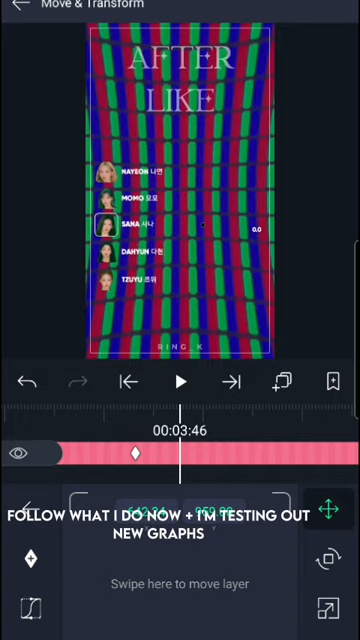 Move & Transform
AFTER
LIKE
NAYEON 나연
MOMO 모모
SANA 사나
0.0
DAHYUN 다현
TZUYU 쯔위
RING_K
00:03:46
FOLLOW WHAT I DO NOW + I'M TESTING OUT
NEW GRAPHS
Swipe here to move layer